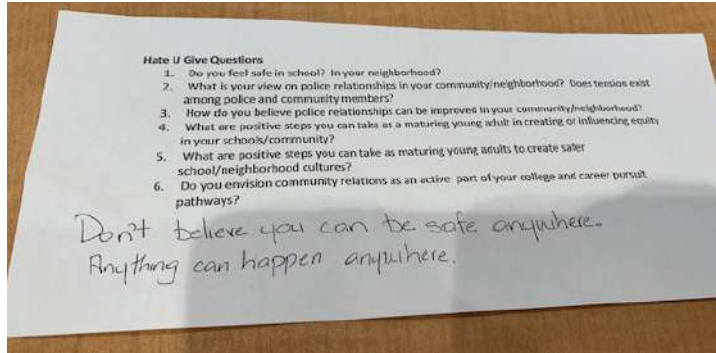 Hate U Give Questions
1. Do you feel safe in school? In your neighborhood?
2. What is your view on police relationships in your community/neighborhood? Does tension exist
among police and community members?
3. How do you believe police relationships can be improved in your community/neighborhood?
4. What are positive steps you can take as a maturing young adult in creating or influencing equity
in your schools/community?
5. What are positive steps you can take as maturing young adults to create safer
school/neighborhood cultures?
6. Do you envision community relations as an active part of your college and career pursuit
pathways?
Don't believe you can be safe anywhere.
Anything can happen anywhere.